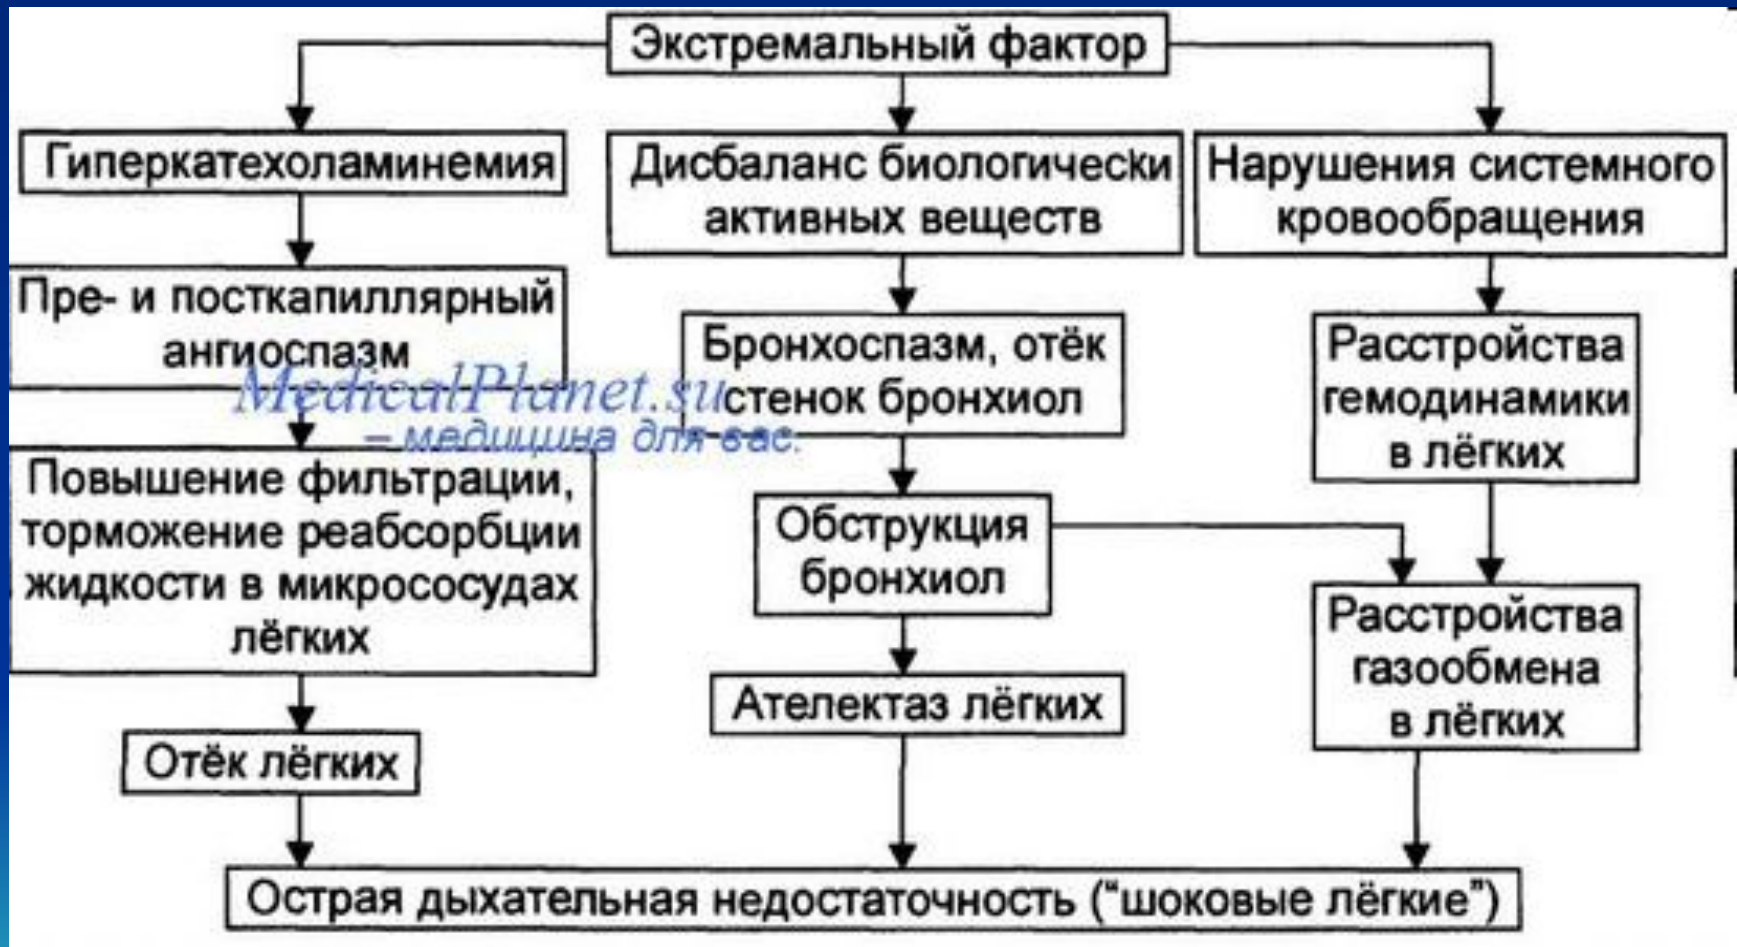 Экстремальный фактор
Гиперкатехоламинемия
Пре- и посткапиллярный
ангиоспазм
Повышение фильтрации,
торможение реабсорбции
жидкости в микрососудах
лёгких
Отёк лёгких
Дисбаланс биологически
активных веществ
Бронхоспазм, отёк
стенок бронхиол
Обструкция
бронхиол
Ателектаз лёгких
Нарушения системного
кровообращения
Расстройства
гемодинамики
в лёгких
Расстройства
газообмена
в лёгких
Острая дыхательная недостаточность (“шоковые лёгкие”)
MedicalPlanet.su
– медицина для вас.